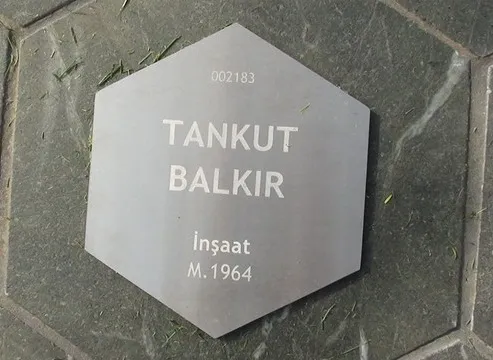 002183
TANKUT
BALKIR
İnşaat
M.1964